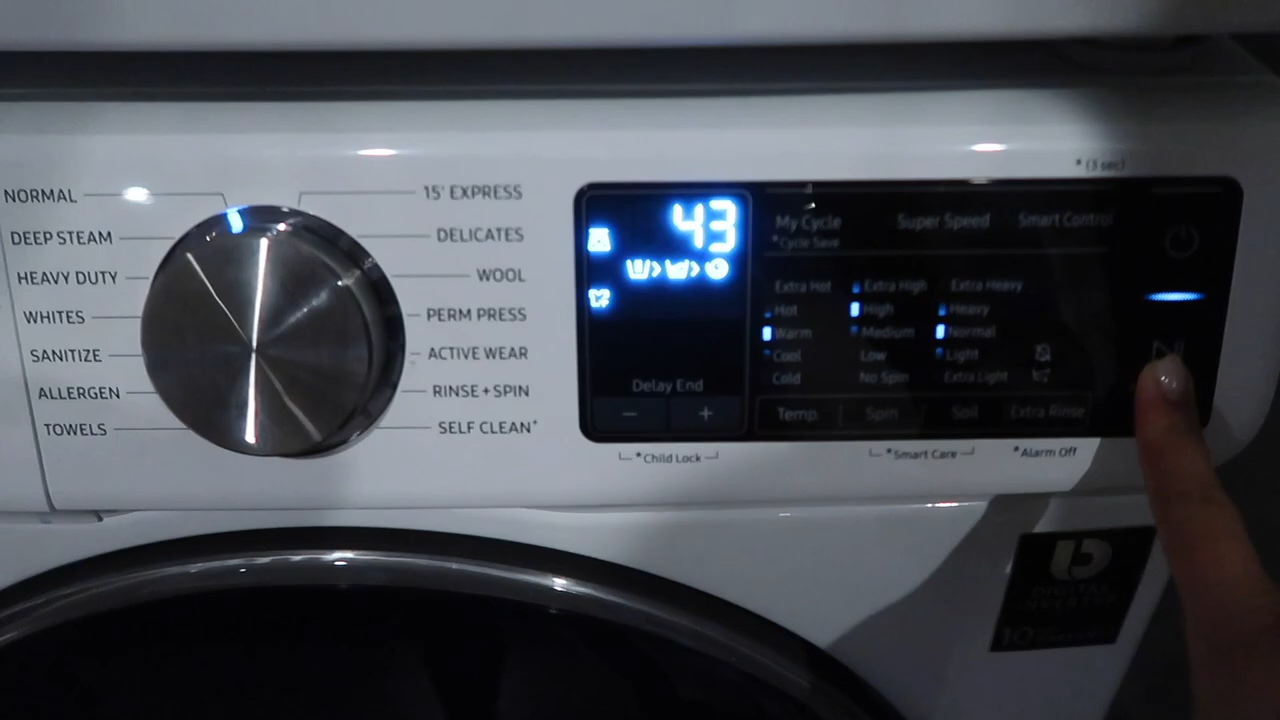 NORMAL
DEEP STEAM
HEAVY DUTY
WHITES
SANITIZE
ALLERGEN
TOWELS
15' EXPRESS
DELICATES
WOOL
PERM PRESS
ACTIVE WEAR
RINSE + SPIN
SELF CLEAN*
43
Delay End
− +
*Child Lock
* (3 sec)
My Cycle Super Speed Smart Control
*Cycle Save
Extra Hot Extra High Extra Heavy
Hot High Heavy
Warm Medium Normal
Cool Low Light
Cold No Spin Extra Light
Temp. Spin Soil Extra Rinse
*Smart Care *Alarm Off
DIGITAL
INVERTER
10